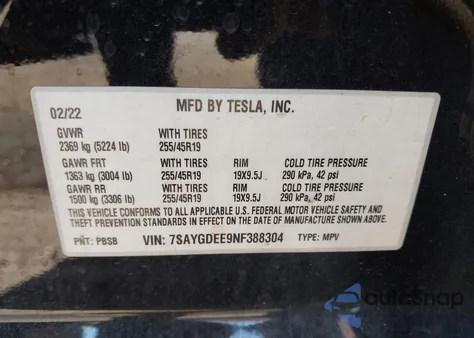 MFD BY TESLA, INC.
02/22
GVWR WITH TIRES
2369 kg (5224 lb) 255/45R19
GAWR FRT WITH TIRES RIM COLD TIRE PRESSURE
1363 kg (3004 lb) 255/45R19 19X9.5J 290 kPa, 42 psi
GAWR RR WITH TIRES RIM COLD TIRE PRESSURE
1500 kg (3306 lb) 255/45R19 19X9.5J 290 kPa, 42 psi
THIS VEHICLE CONFORMS TO ALL APPLICABLE U.S. FEDERAL MOTOR VEHICLE SAFETY AND
THEFT PREVENTION STANDARDS IN EFFECT ON THE DATE OF MANUFACTURE SHOWN ABOVE.
PNT: PBSB VIN: 7SAYGDEE9NF388304 TYPE: MPV
autoSnap